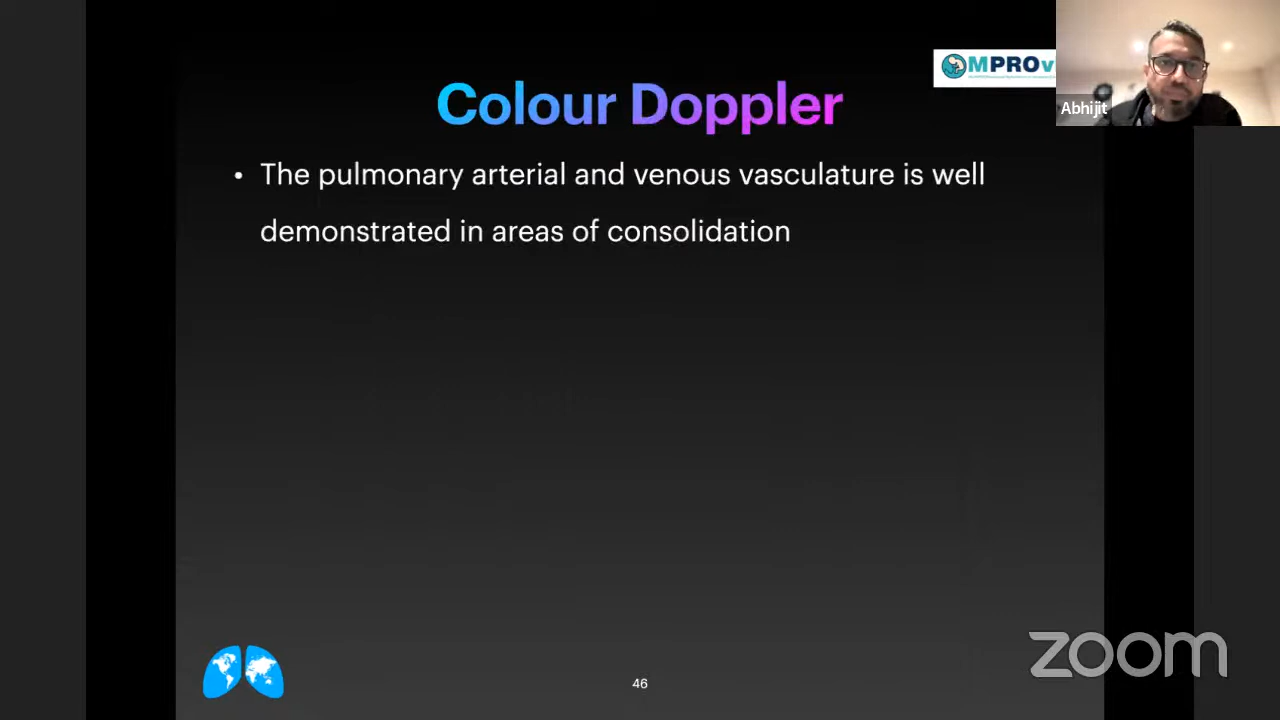 MPROv
Abhijit
Colour Doppler
• The pulmonary arterial and venous vasculature is well
demonstrated in areas of consolidation
zoom
46